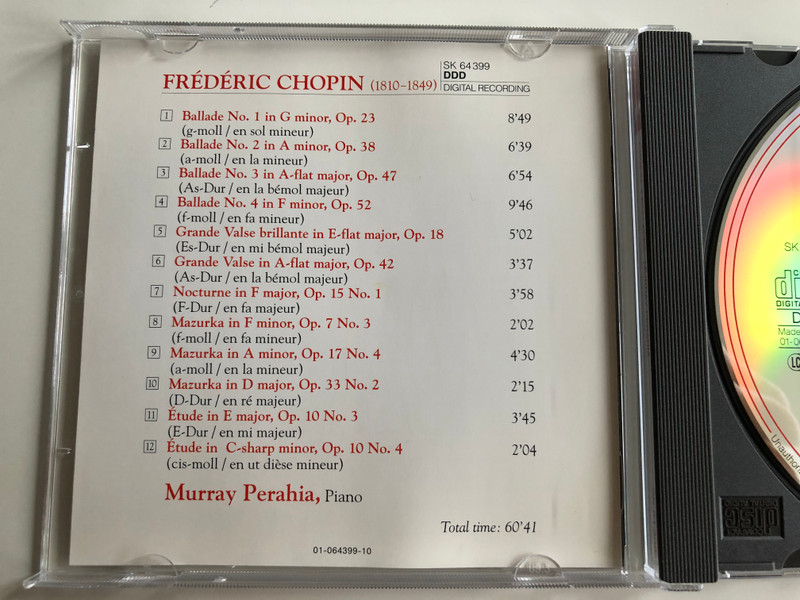 FRÉDÉRIC CHOPIN (1810–1849)
SK 64399
DDD
DIGITAL RECORDING
1 Ballade No. 1 in G minor, Op. 23 8'49
(g-moll / en sol mineur)
2 Ballade No. 2 in A minor, Op. 38 6'39
(a-moll / en la mineur)
3 Ballade No. 3 in A-flat major, Op. 47 6'54
(As-Dur / en la bémol majeur)
4 Ballade No. 4 in F minor, Op. 52 9'46
(f-moll / en fa mineur)
5 Grande Valse brillante in E-flat major, Op. 18 5'02
(Es-Dur / en mi bémol majeur)
6 Grande Valse in A-flat major, Op. 42 3'37
(As-Dur / en la bémol majeur)
7 Nocturne in F major, Op. 15 No. 1 3'58
(F-Dur / en fa majeur)
8 Mazurka in F minor, Op. 7 No. 3 2'02
(f-moll / en fa mineur)
9 Mazurka in A minor, Op. 17 No. 4 4'30
(a-moll / en la mineur)
10 Mazurka in D major, Op. 33 No. 2 2'15
(D-Dur / en ré majeur)
11 Étude in E major, Op. 10 No. 3 3'45
(E-Dur / en mi majeur)
12 Étude in C-sharp minor, Op. 10 No. 4 2'04
(cis-moll / en ut dièse mineur)
Murray Perahia, Piano
Total time: 60'41
01-064399-10
SK
Made
01-06